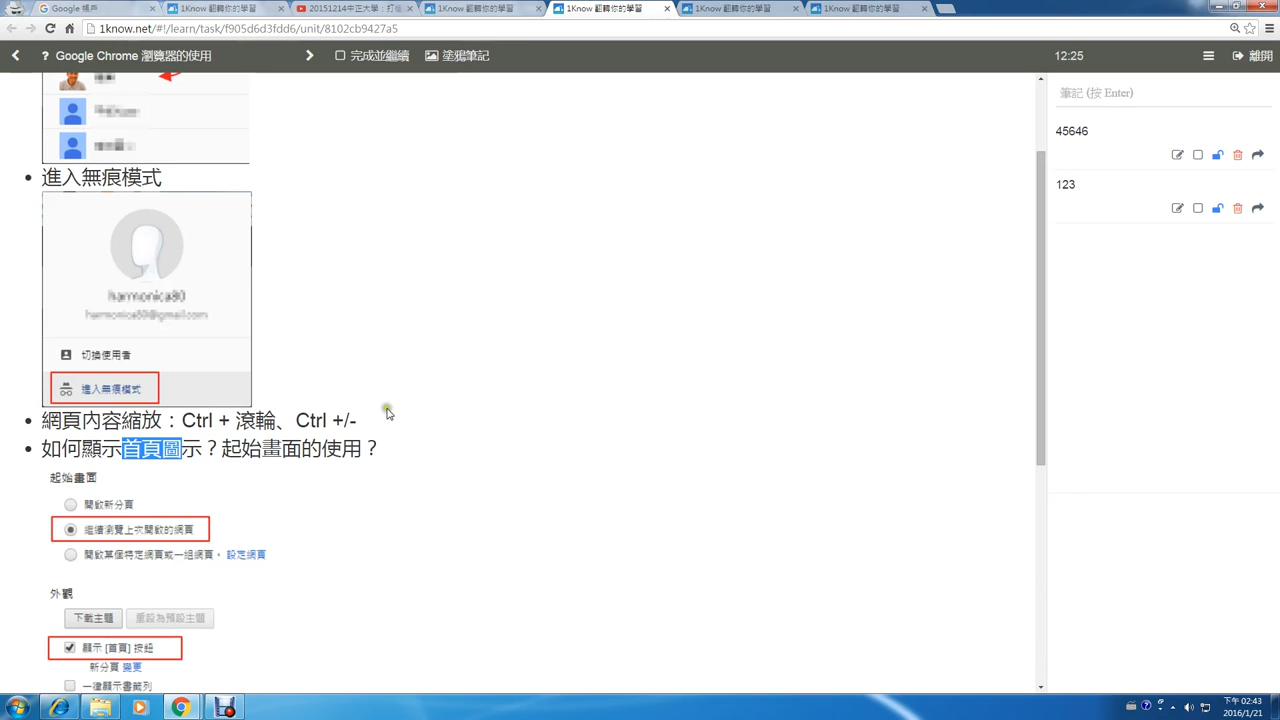 Google 帳戶
1Know 翻轉你的學習
20151214中正大學：打造
1Know 翻轉你的學習
1Know 翻轉你的學習
1Know 翻轉你的學習
1Know 翻轉你的學習
1know.net/#!/learn/task/f905d6d3fdd6/unit/8102cb9427a5
? Google Chrome 瀏覽器的使用
完成並繼續
塗鴉筆記
12:25
離開
筆記 (按 Enter)
45646
123
• 進入無痕模式
harmonica80
harmonica80@gmail.com
切換使用者
進入無痕模式
• 網頁內容縮放：Ctrl + 滾輪、Ctrl +/-
• 如何顯示首頁圖示？起始畫面的使用？
起始畫面
開啟新分頁
繼續瀏覽上次開啟的網頁
開啟某個特定網頁或一組網頁。 設定網頁
外觀
下載主題 重設為預設主題
顯示 [首頁] 按鈕
新分頁 變更
一律顯示書籤列
下午 02:43
2016/1/21